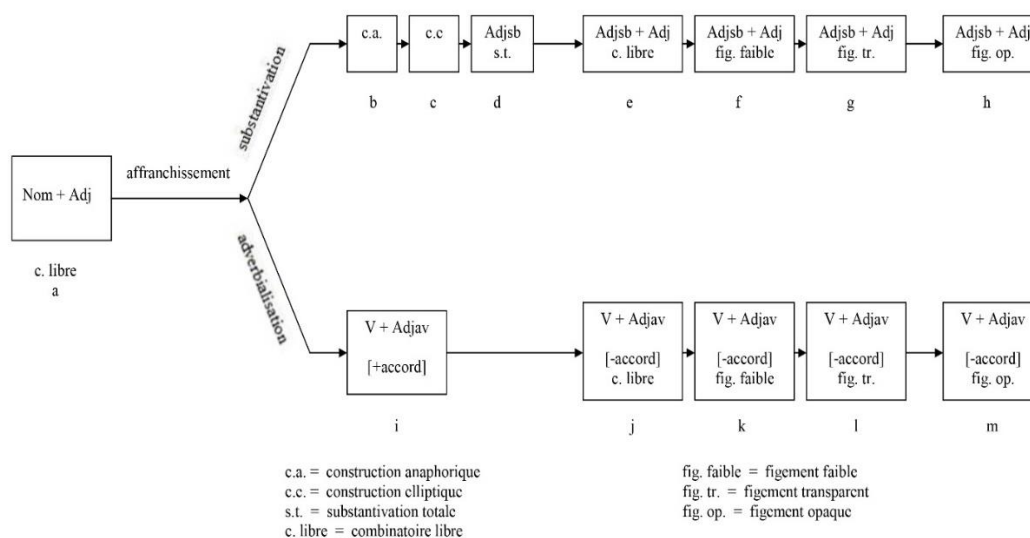 c.a.
c.c
Adjsb
s.t.
Adjsb + Adj
c. libre
Adjsb + Adj
fig. faible
Adjsb + Adj
fig. tr.
Adjsb + Adj
fig. op.
b
c
d
e
f
g
h
substantivation
affranchissement
Nom + Adj
c. libre
a
adverbialisation
V + Adjav
[+accord]
V + Adjav
[-accord]
c. libre
V + Adjav
[-accord]
fig. faible
V + Adjav
[-accord]
fig. tr.
V + Adjav
[-accord]
fig. op.
i
j
k
l
m
c.a. = construction anaphorique
c.c. = construction elliptique
s.t. = substantivation totale
c. libre = combinatoire libre
fig. faible = figement faible
fig. tr. = figement transparent
fig. op. = figement opaque